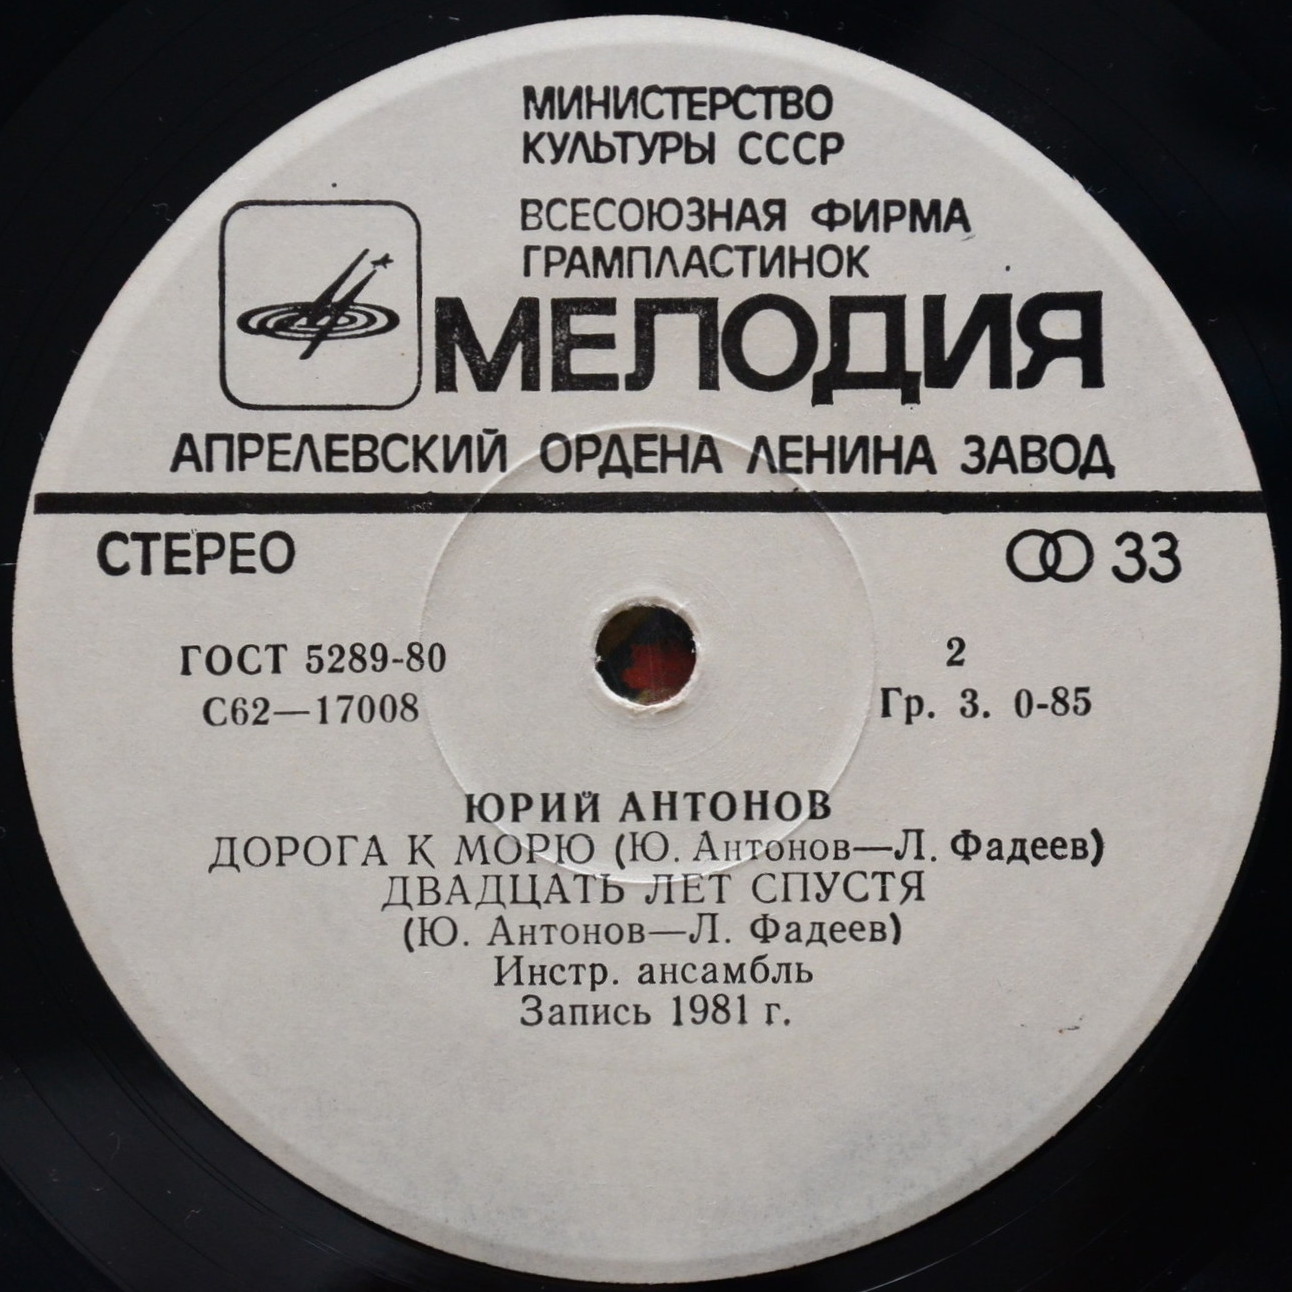 МИНИСТЕРСТВО
КУЛЬТУРЫ СССР
ВСЕСОЮЗНАЯ ФИРМА
ГРАМПЛАСТИНОК
МЕЛОДИЯ
АПРЕЛЕВСКИЙ ОРДЕНА ЛЕНИНА ЗАВОД
СТЕРЕО
33
ГОСТ 5289-80
2
С62—17008
Гр. 3. 0-85
ЮРИЙ АНТОНОВ
ДОРОГА К МОРЮ (Ю. Антонов—Л. Фадеев)
ДВАДЦАТЬ ЛЕТ СПУСТЯ
(Ю. Антонов—Л. Фадеев)
Инстр. ансамбль
Запись 1981 г.